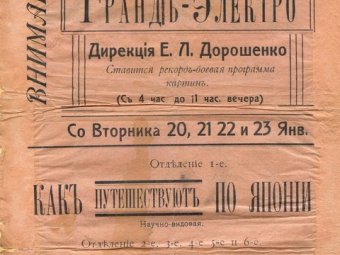 ВНИМА
Грандъ-Электро
Дирекція Е. Л. Дорошенко
Ставится рекордъ-боевая программа
картинъ.
(Съ 4 час до 11 час. вечера)
Со Вторника 20, 21 22 и 23 Янв.
Отдѣленіе 1-е.
КАКЪ ПУТЕШЕСТВУЮТЪ ПО ЯПОНІИ
Научно-видовая.
Отдѣленіе 2-е, 3-е, 4-е 5-е и 6-е.